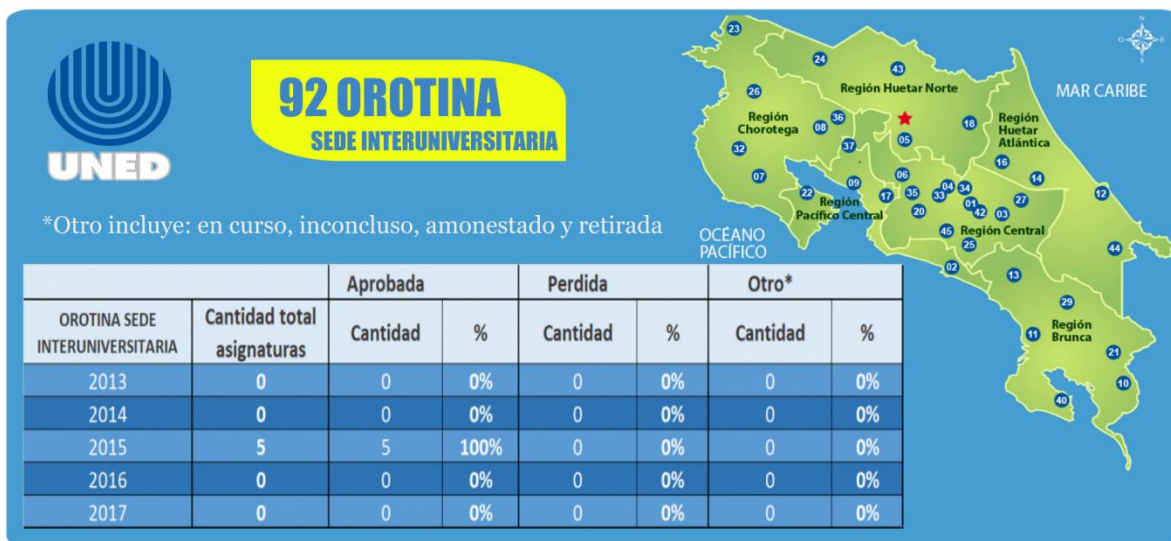 UNED
92 OROTINA
SEDE INTERUNIVERSITARIA
*Otro incluye: en curso, inconcluso, amonestado y retirada
Aprobada Perdida Otro*
OROTINA SEDE INTERUNIVERSITARIA Cantidad total asignaturas Cantidad % Cantidad % Cantidad %
2013 0 0 0% 0 0% 0 0%
2014 0 0 0% 0 0% 0 0%
2015 5 5 100% 0 0% 0 0%
2016 0 0 0% 0 0% 0 0%
2017 0 0 0% 0 0% 0 0%
23
24
43
Región Huetar Norte
MAR CARIBE
O E
N
S
26
Región
Chorotega
36
08
18
Región
Huetar
Atlántica
05
32
37
16
07
06
14
22
09
17
35
33
04
34
12
Región
Pacífico Central
20
01
42
03
27
45
Región Central
OCÉANO
PACÍFICO
25
44
02
13
29
11
Región
Brunca
21
10
40